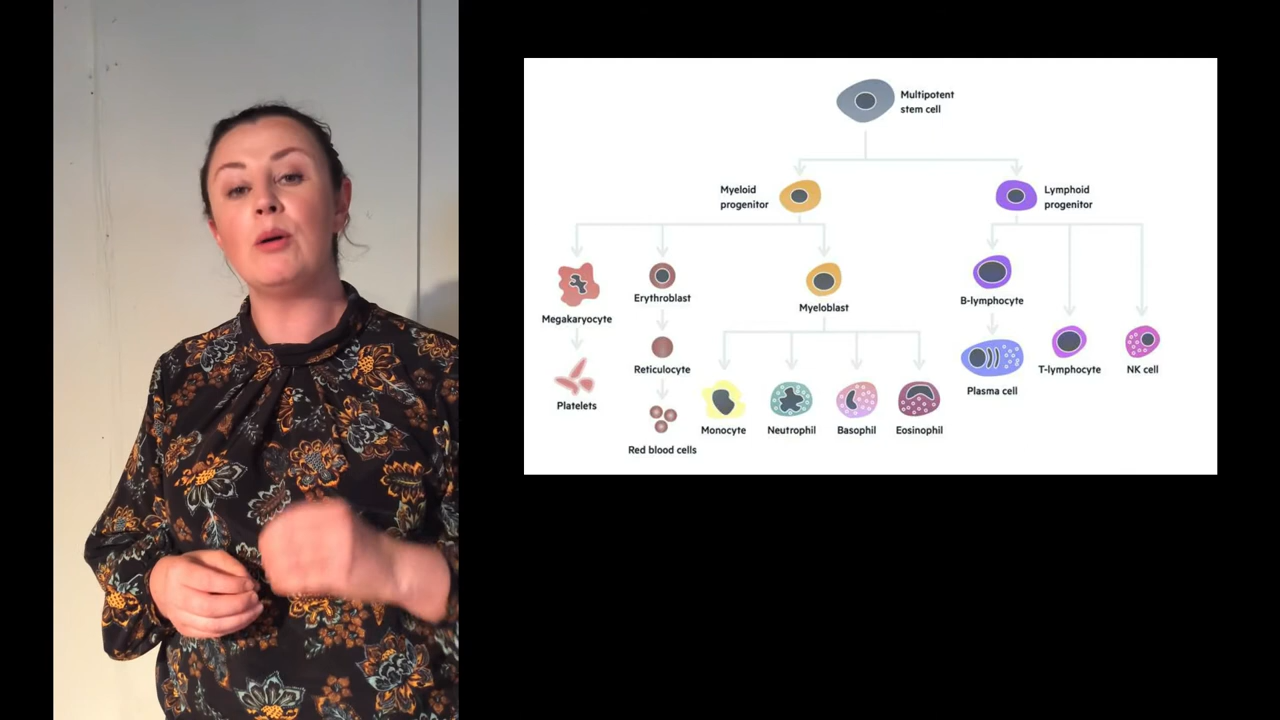 Multipotent
stem cell
Myeloid
progenitor
Lymphoid
progenitor
Megakaryocyte
Erythroblast
Myeloblast
B-lymphocyte
Platelets
Reticulocyte
Red blood cells
Monocyte
Neutrophil
Basophil
Eosinophil
Plasma cell
T-lymphocyte
NK cell